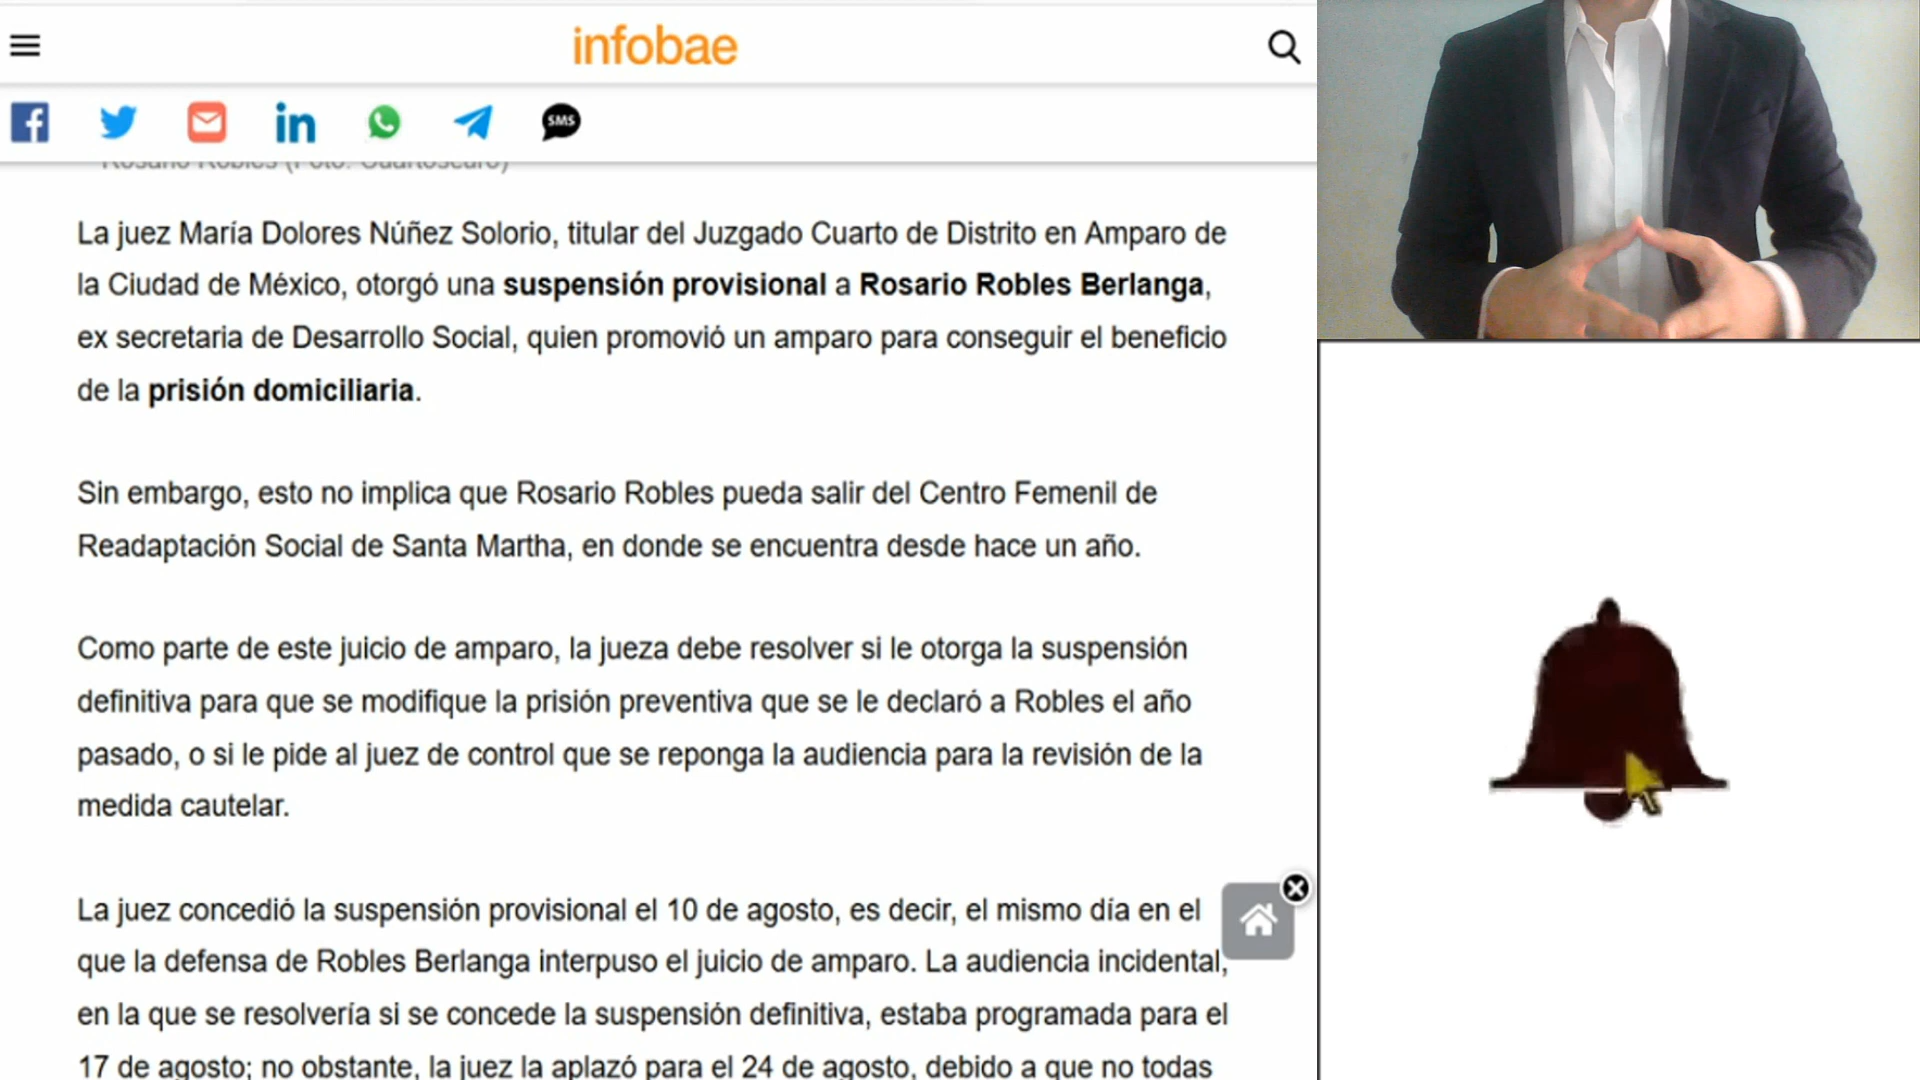 infobae
SMS
Rosario Robles (Foto: Cuartoscuro)
La juez María Dolores Núñez Solorio, titular del Juzgado Cuarto de Distrito en Amparo de
la Ciudad de México, otorgó una suspensión provisional a Rosario Robles Berlanga,
ex secretaria de Desarrollo Social, quien promovió un amparo para conseguir el beneficio
de la prisión domiciliaria.
Sin embargo, esto no implica que Rosario Robles pueda salir del Centro Femenil de
Readaptación Social de Santa Martha, en donde se encuentra desde hace un año.
Como parte de este juicio de amparo, la jueza debe resolver si le otorga la suspensión
definitiva para que se modifique la prisión preventiva que se le declaró a Robles el año
pasado, o si le pide al juez de control que se reponga la audiencia para la revisión de la
medida cautelar.
La juez concedió la suspensión provisional el 10 de agosto, es decir, el mismo día en el
que la defensa de Robles Berlanga interpuso el juicio de amparo. La audiencia incidental,
en la que se resolvería si se concede la suspensión definitiva, estaba programada para el
17 de agosto; no obstante, la juez la aplazó para el 24 de agosto, debido a que no todas